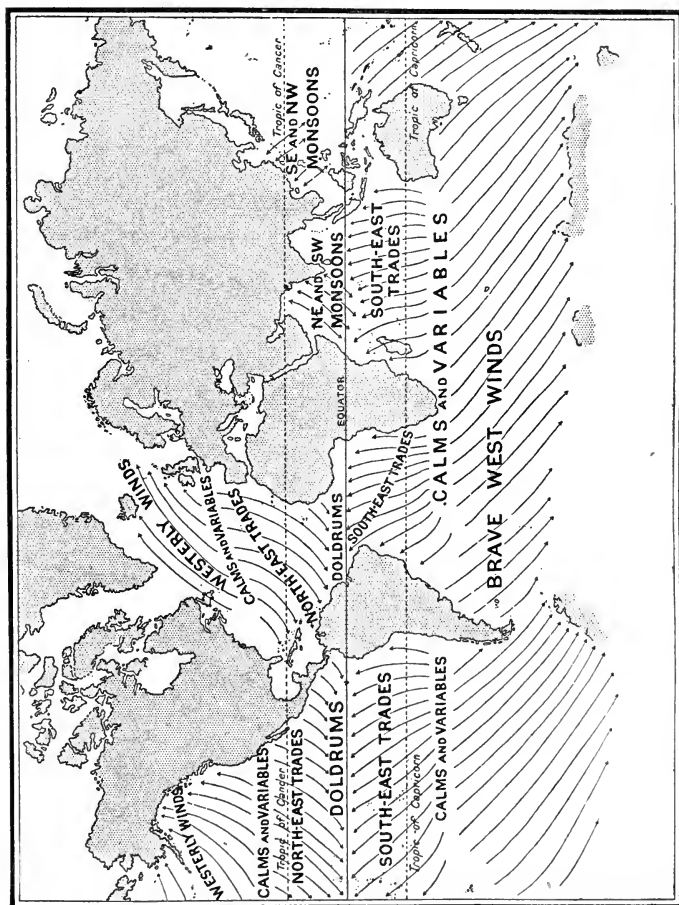 WESTERLY WINDS
WESTERLY WINDS
CALMS AND VARIABLES
CALMS AND VARIABLES
Tropic of Cancer
Tropic of Cancer
NORTH-EAST TRADES
NORTH-EAST TRADES
SE AND NW
MONSOONS
NE AND SW
MONSOONS
DOLDRUMS
DOLDRUMS
EQUATOR
SOUTH-EAST TRADES
SOUTH-EAST TRADES
SOUTH-EAST
TRADES
Tropic of Capricorn
Tropic of Capricorn
CALMS AND VARIABLES
CALMS AND VARIABLES
BRAVE WEST WINDS